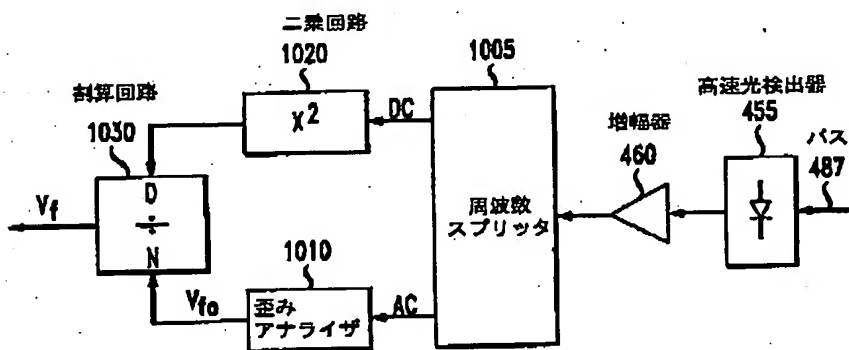 二乗回路
1020
1005
高速光検出器
455
割算回路
1030
X²
DC
増幅器
460
パス
487
D
÷
N
Vf
周波数
スプリッタ
1010
Vfo
歪み
アナライザ
AC